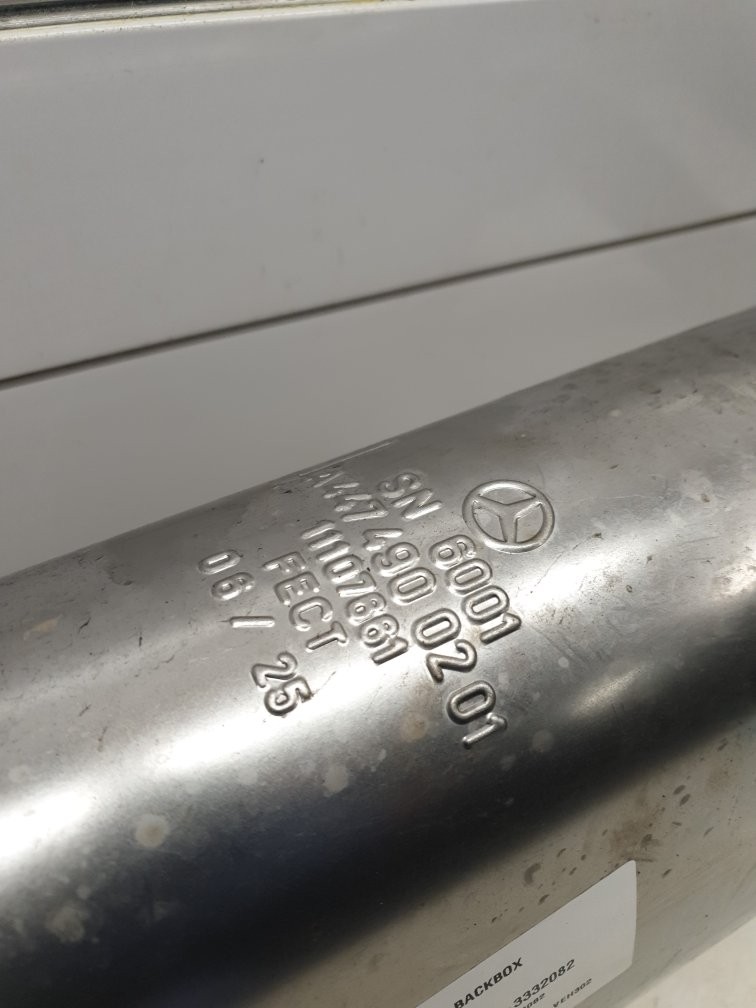 SN 6001
A447 490 02 01
11107861
FECT
06 / 25
BACKBOX
3332082